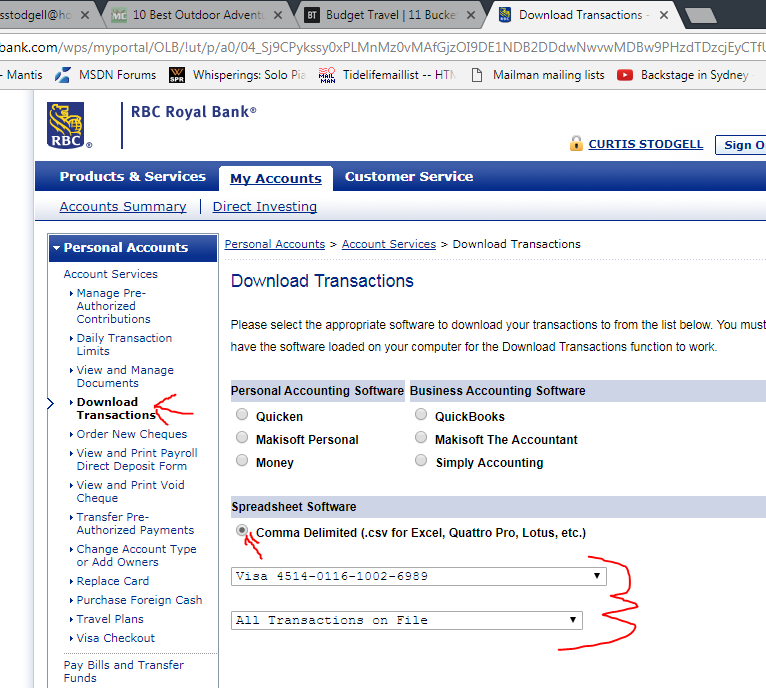 sstodgell@ho
10 Best Outdoor Adventu
Budget Travel | 11 Bucke
Download Transactions -
bank.com/wps/myportal/OLB/!ut/p/a0/
- Mantis
MSDN Forums
Whisperings: Solo Pia
Tidelifemaillist -- HTM
Mailman mailing lists
Backstage in Sydney
RBC Royal Bank®
RBC ®
CURTIS STODGELL
Sign O
Products & Services
My Accounts
Customer Service
Accounts Summary
Direct Investing
Personal Accounts
Account Services
Manage Pre-
Authorized
Contributions
Daily Transaction
Limits
View and Manage
Documents
Download
Transactions
Order New Cheques
View and Print Payroll
Direct Deposit Form
View and Print Void
Cheque
Transfer Pre-
Authorized Payments
Change Account Type
or Add Owners
Replace Card
Purchase Foreign Cash
Travel Plans
Visa Checkout
Pay Bills and Transfer
Funds
Personal Accounts > Account Services > Download Transactions
Download Transactions
Please select the appropriate software to download your transactions to from the list below. You must
have the software loaded on your computer for the Download Transactions function to work.
Personal Accounting Software
Business Accounting Software
Quicken
QuickBooks
Makisoft Personal
Makisoft The Accountant
Money
Simply Accounting
Spreadsheet Software
Comma Delimited (.csv for Excel, Quattro Pro, Lotus, etc.)
Visa 4514-0116-1002-6989
All Transactions on File